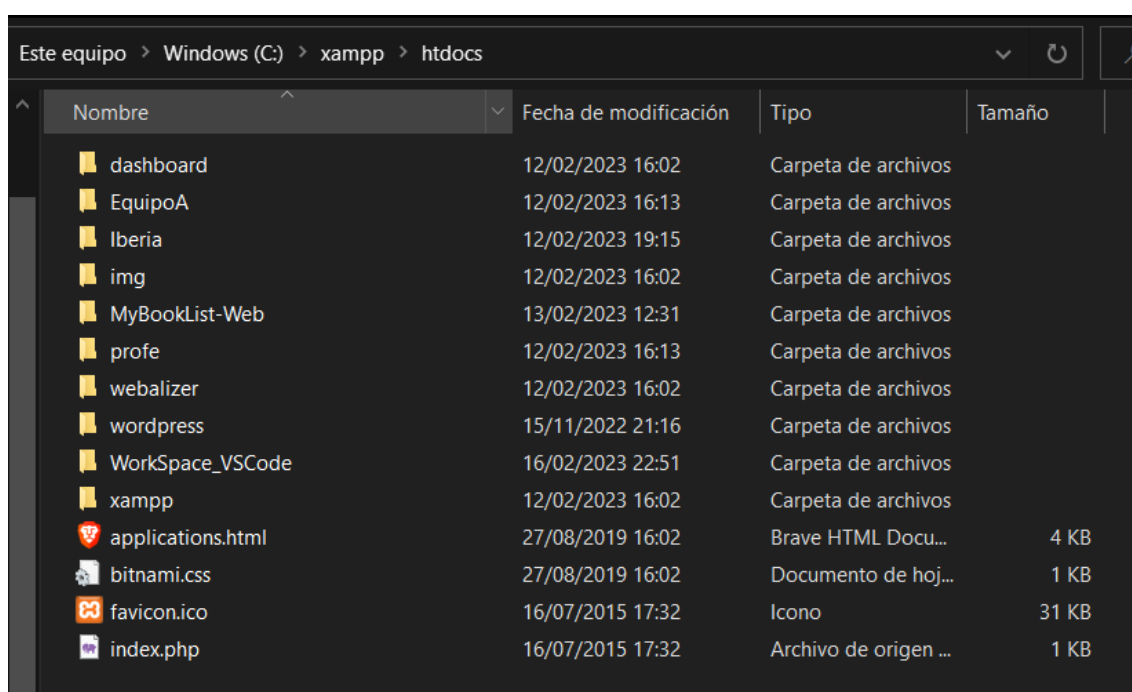 Este equipo > Windows (C:) > xampp > htdocs
Nombre Fecha de modificación Tipo Tamaño
dashboard 12/02/2023 16:02 Carpeta de archivos
EquipoA 12/02/2023 16:13 Carpeta de archivos
Iberia 12/02/2023 19:15 Carpeta de archivos
img 12/02/2023 16:02 Carpeta de archivos
MyBookList-Web 13/02/2023 12:31 Carpeta de archivos
profe 12/02/2023 16:13 Carpeta de archivos
webalizer 12/02/2023 16:02 Carpeta de archivos
wordpress 15/11/2022 21:16 Carpeta de archivos
WorkSpace_VSCode 16/02/2023 22:51 Carpeta de archivos
xampp 12/02/2023 16:02 Carpeta de archivos
applications.html 27/08/2019 16:02 Brave HTML Docu... 4 KB
bitnami.css 27/08/2019 16:02 Documento de hoj... 1 KB
favicon.ico 16/07/2015 17:32 Icono 31 KB
index.php 16/07/2015 17:32 Archivo de origen ... 1 KB